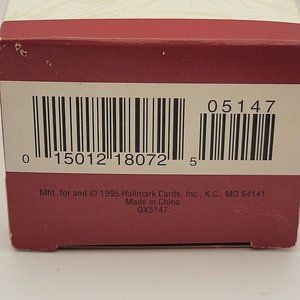 05147
0 15012 18072 5
Mfd. for and © 1995 Hallmark Cards, Inc., K.C., MO 64141
Made in China
QX5147